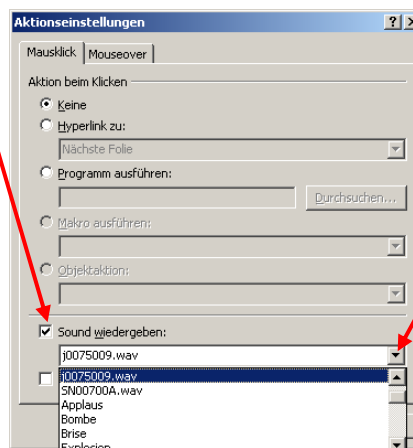 Aktionseinstellungen
Mausklick Mouseover
Aktion beim Klicken
Keine
Hyperlink zu:
Nächste Folie
Programm ausführen:
Durchsuchen...
Makro ausführen:
Objektaktion:
Sound wiedergeben:
j0075009.wav
j0075009.wav
SN00700A.wav
Applaus
Bombe
Brise
Explosion